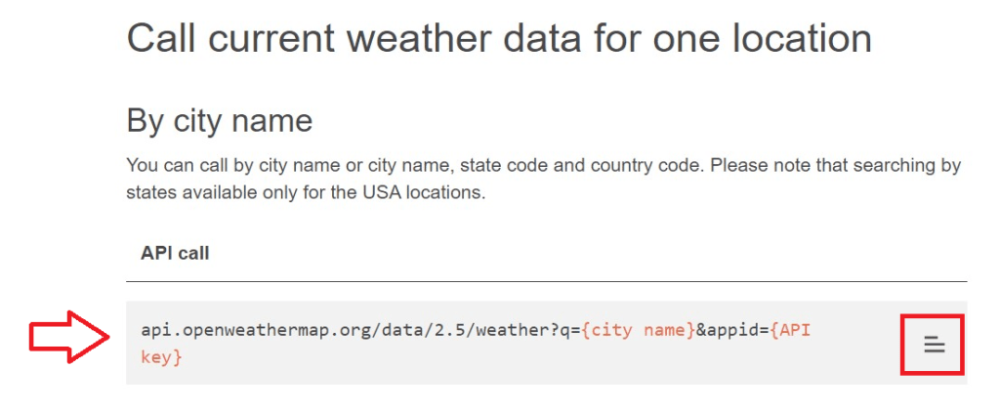 Call current weather data for one location
By city name
You can call by city name or city name, state code and country code. Please note that searching by
states available only for the USA locations.
API call
api.openweathermap.org/data/2.5/weather?q={city name}&appid={API
key}